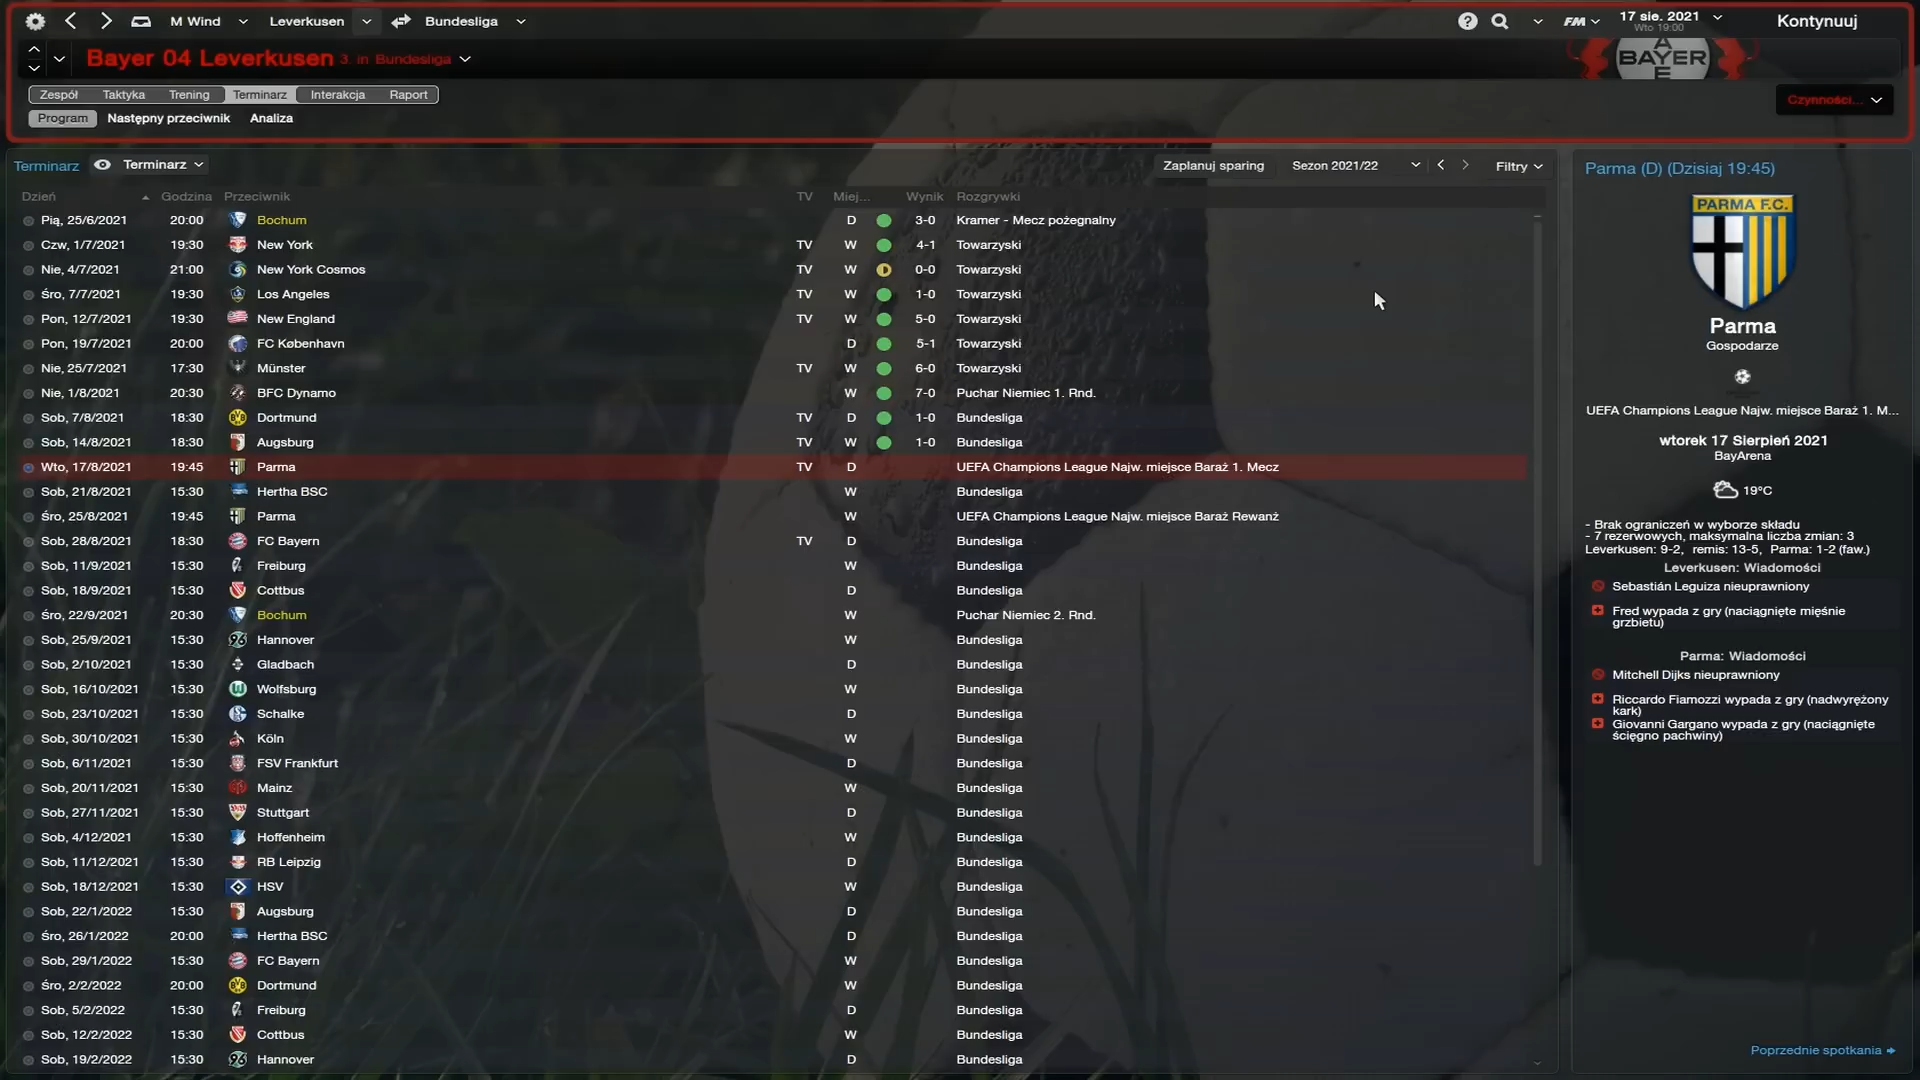 M Wind Leverkusen Bundesliga ? FM 17 sie. 2021 Kontynuuj
Wto 19:00
Bayer 04 Leverkusen 3. in Bundesliga
BAYER
Zespół Taktyka Trening Terminarz Interakcja Raport
Czynności...
Program Następny przeciwnik Analiza
Terminarz Terminarz Zaplanuj sparing Sezon 2021/22 Filtry
Dzień Godzina Przeciwnik TV Miej... Wynik Rozgrywki
Pią, 25/6/2021 20:00 Bochum D 3-0 Kramer - Mecz pożegnalny
Czw, 1/7/2021 19:30 New York TV W 4-1 Towarzyski
Nie, 4/7/2021 21:00 New York Cosmos TV W 0-0 Towarzyski
Śro, 7/7/2021 19:30 Los Angeles TV W 1-0 Towarzyski
Pon, 12/7/2021 19:30 New England TV W 5-0 Towarzyski
Pon, 19/7/2021 20:00 FC København D 5-1 Towarzyski
Nie, 25/7/2021 17:30 Münster TV W 6-0 Towarzyski
Nie, 1/8/2021 20:30 BFC Dynamo W 7-0 Puchar Niemiec 1. Rnd.
Sob, 7/8/2021 18:30 Dortmund TV D 1-0 Bundesliga
Sob, 14/8/2021 18:30 Augsburg TV W 1-0 Bundesliga
Wto, 17/8/2021 19:45 Parma TV D UEFA Champions League Najw. miejsce Baraż 1. Mecz
Sob, 21/8/2021 15:30 Hertha BSC W Bundesliga
Śro, 25/8/2021 19:45 Parma W UEFA Champions League Najw. miejsce Baraż Rewanż
Sob, 28/8/2021 18:30 FC Bayern TV D Bundesliga
Sob, 11/9/2021 15:30 Freiburg W Bundesliga
Sob, 18/9/2021 15:30 Cottbus D Bundesliga
Śro, 22/9/2021 20:30 Bochum W Puchar Niemiec 2. Rnd.
Sob, 25/9/2021 15:30 Hannover W Bundesliga
Sob, 2/10/2021 15:30 Gladbach D Bundesliga
Sob, 16/10/2021 15:30 Wolfsburg W Bundesliga
Sob, 23/10/2021 15:30 Schalke D Bundesliga
Sob, 30/10/2021 15:30 Köln W Bundesliga
Sob, 6/11/2021 15:30 FSV Frankfurt D Bundesliga
Sob, 20/11/2021 15:30 Mainz W Bundesliga
Sob, 27/11/2021 15:30 Stuttgart D Bundesliga
Sob, 4/12/2021 15:30 Hoffenheim W Bundesliga
Sob, 11/12/2021 15:30 RB Leipzig D Bundesliga
Sob, 18/12/2021 15:30 HSV W Bundesliga
Sob, 22/1/2022 15:30 Augsburg D Bundesliga
Śro, 26/1/2022 20:00 Hertha BSC D Bundesliga
Sob, 29/1/2022 15:30 FC Bayern W Bundesliga
Śro, 2/2/2022 20:00 Dortmund W Bundesliga
Sob, 5/2/2022 15:30 Freiburg D Bundesliga
Sob, 12/2/2022 15:30 Cottbus W Bundesliga
Sob, 19/2/2022 15:30 Hannover D Bundesliga
Parma (D) (Dzisiaj 19:45)
PARMA F.C.
Parma
Gospodarze
UEFA Champions League Najw. miejsce Baraż 1. M...
wtorek 17 Sierpień 2021
BayArena
19°C
- Brak ograniczeń w wyborze składu
- 7 rezerwowych, maksymalna liczba zmian: 3
Leverkusen: 9-2, remis: 13-5, Parma: 1-2 (faw.)
Leverkusen: Wiadomości
Sebastián Leguiza nieuprawniony
Fred wypada z gry (naciągnięte mięśnie
grzbietu)
Parma: Wiadomości
Mitchell Dijks nieuprawniony
Riccardo Fiamozzi wypada z gry (nadwyrężony
kark)
Giovanni Gargano wypada z gry (naciągnięte
ścięgno pachwiny)
Poprzednie spotkania